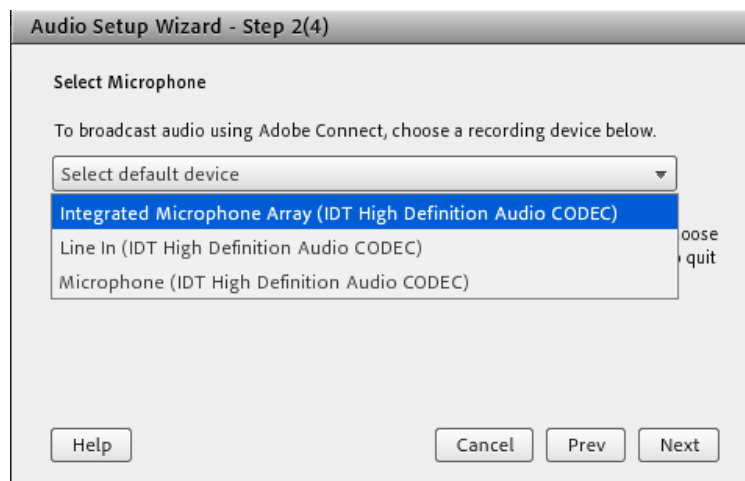 Audio Setup Wizard - Step 2(4)
Select Microphone
To broadcast audio using Adobe Connect, choose a recording device below.
Select default device
Integrated Microphone Array (IDT High Definition Audio CODEC)
Line In (IDT High Definition Audio CODEC)
Microphone (IDT High Definition Audio CODEC)
quit
Help Cancel Prev Next